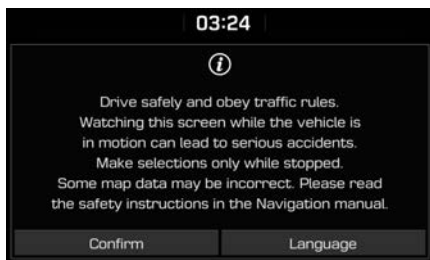 03:24
i
Drive safely and obey traffic rules.
Watching this screen while the vehicle is
in motion can lead to serious accidents.
Make selections only while stopped.
Some map data may be incorrect. Please read
the safety instructions in the Navigation manual.
Confirm
Language